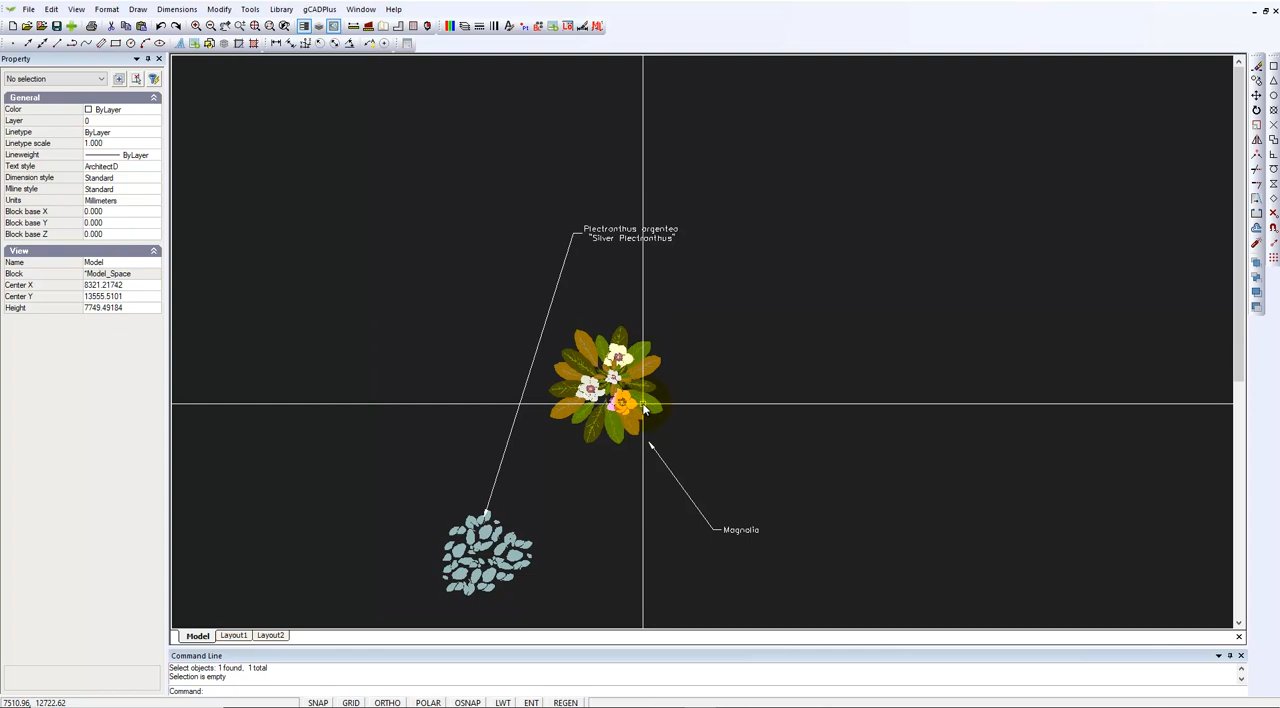 File Edit View Format Draw Dimensions Modify Tools Library gCADPlus Window Help
Property
No selection
General
Color ByLayer
Layer 0
Linetype ByLayer
Linetype scale 1.000
Lineweight ByLayer
Text style ArchitectD
Dimension style Standard
Mline style Standard
Units Millimeters
Block base X 0.000
Block base Y 0.000
Block base Z 0.000
View
Name Model
Block *Model_Space
Center X 8321.21742
Center Y 13555.5101
Height 7749.49184
Plectranthus argentea
"Silver Plectranthus"
Magnolia
Model Layout1 Layout2
Command Line
Select objects: 1 found, 1 total
Selection is empty
Command:
7510.96, 12722.62 SNAP GRID ORTHO POLAR OSNAP LWT ENT REGEN